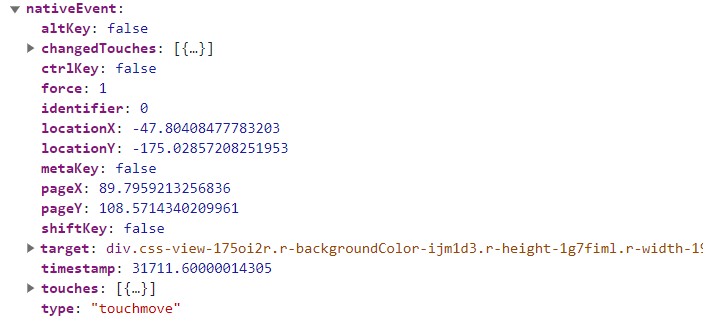 ▼ nativeEvent:
altKey: false
▶ changedTouches: [{…}]
ctrlKey: false
force: 1
identifier: 0
locationX: -47.80408477783203
locationY: -175.02857208251953
metaKey: false
pageX: 89.7959213256836
pageY: 108.5714340209961
shiftKey: false
▶ target: div.css-view-175oi2r.r-backgroundColor-ijm1d3.r-height-1g7fiml.r-width-19
timestamp: 31711.60000014305
▶ touches: [{…}]
type: "touchmove"